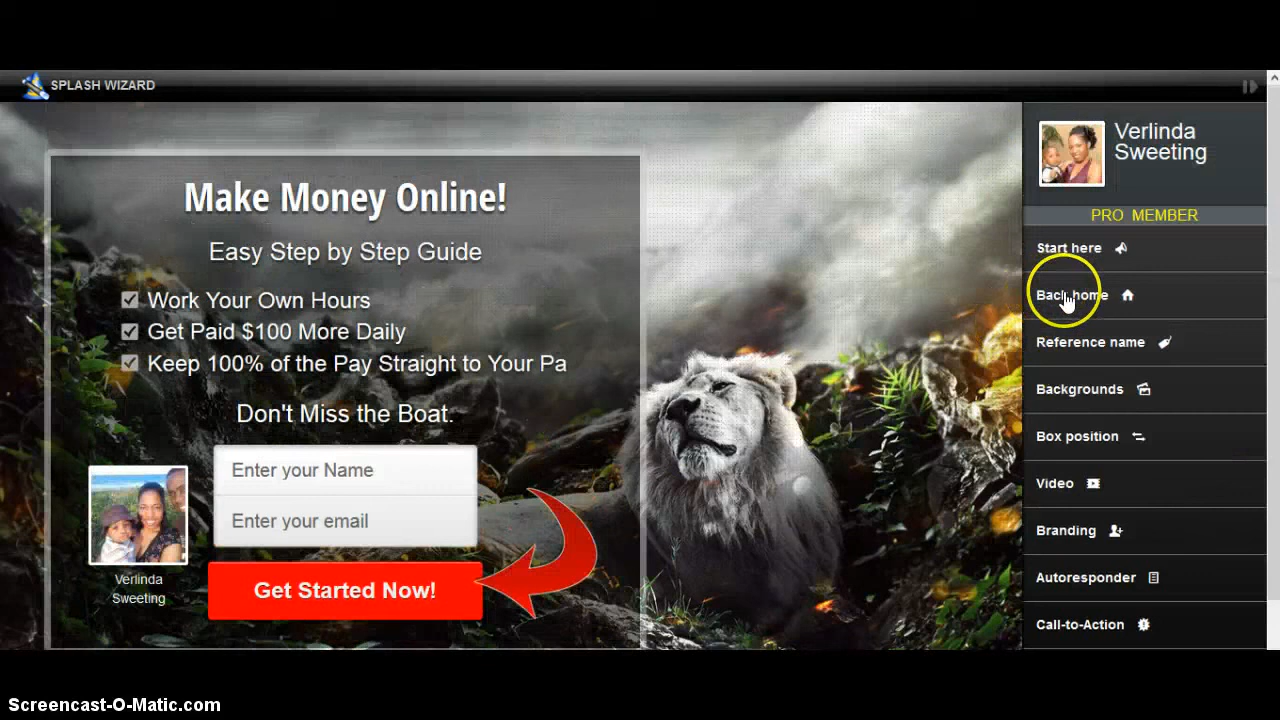 SPLASH WIZARD
Make Money Online!
Easy Step by Step Guide
Work Your Own Hours
Get Paid $100 More Daily
Keep 100% of the Pay Straight to Your Pa
Don't Miss the Boat.
Enter your Name
Enter your email
Get Started Now!
Verlinda
Sweeting
Verlinda
Sweeting
PRO MEMBER
Start here
Back home
Reference name
Backgrounds
Box position
Video
Branding
Autoresponder
Call-to-Action
Screencast-O-Matic.com